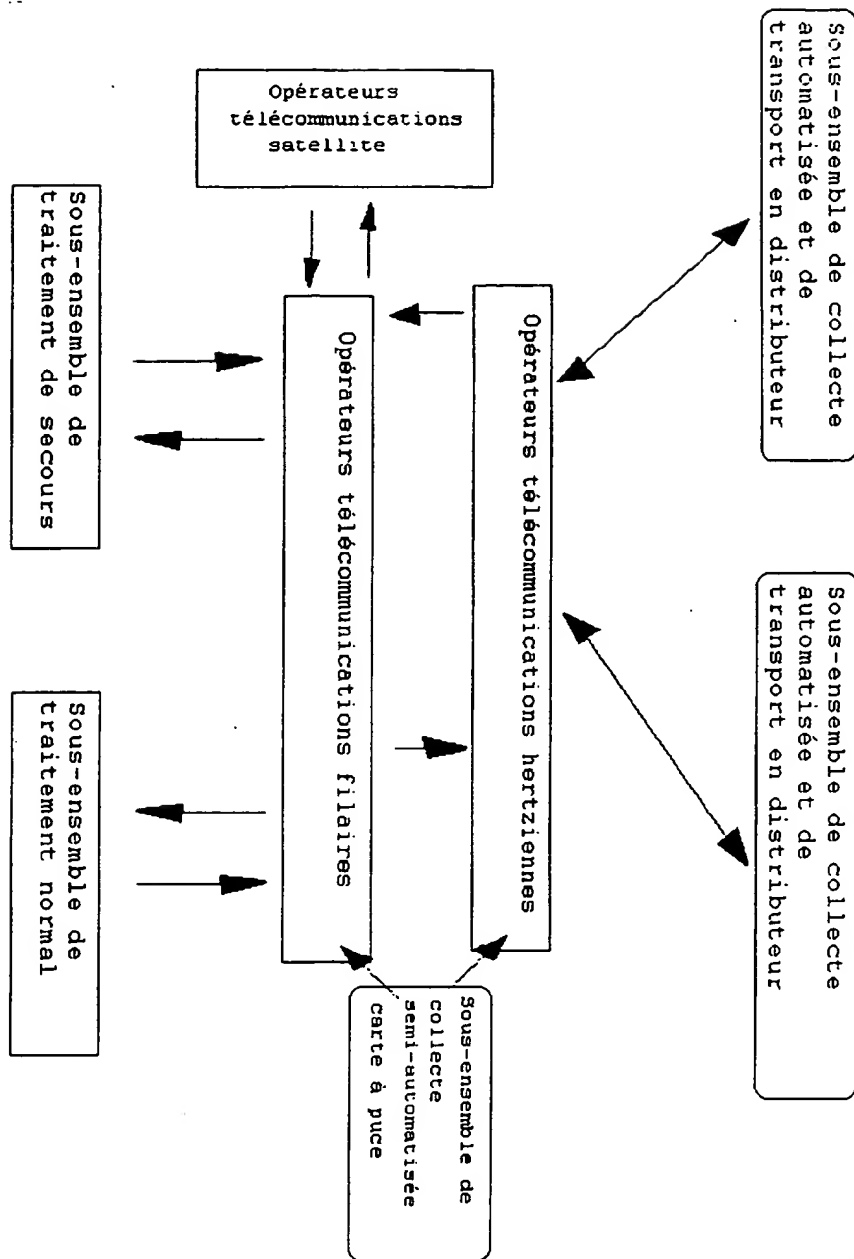 Opérateurs
télécommunications
satellite
Sous-ensemble de collecte
automatisée et de
transport en distributeur
Sous-ensemble de collecte
automatisée et de
transport en distributeur
Opérateurs télécommunications hertziennes
Opérateurs télécommunications filaires
Sous-ensemble de
collecte
semi-automatisée
carte à puce
Sous-ensemble de
traitement de secours
Sous-ensemble de
traitement normal